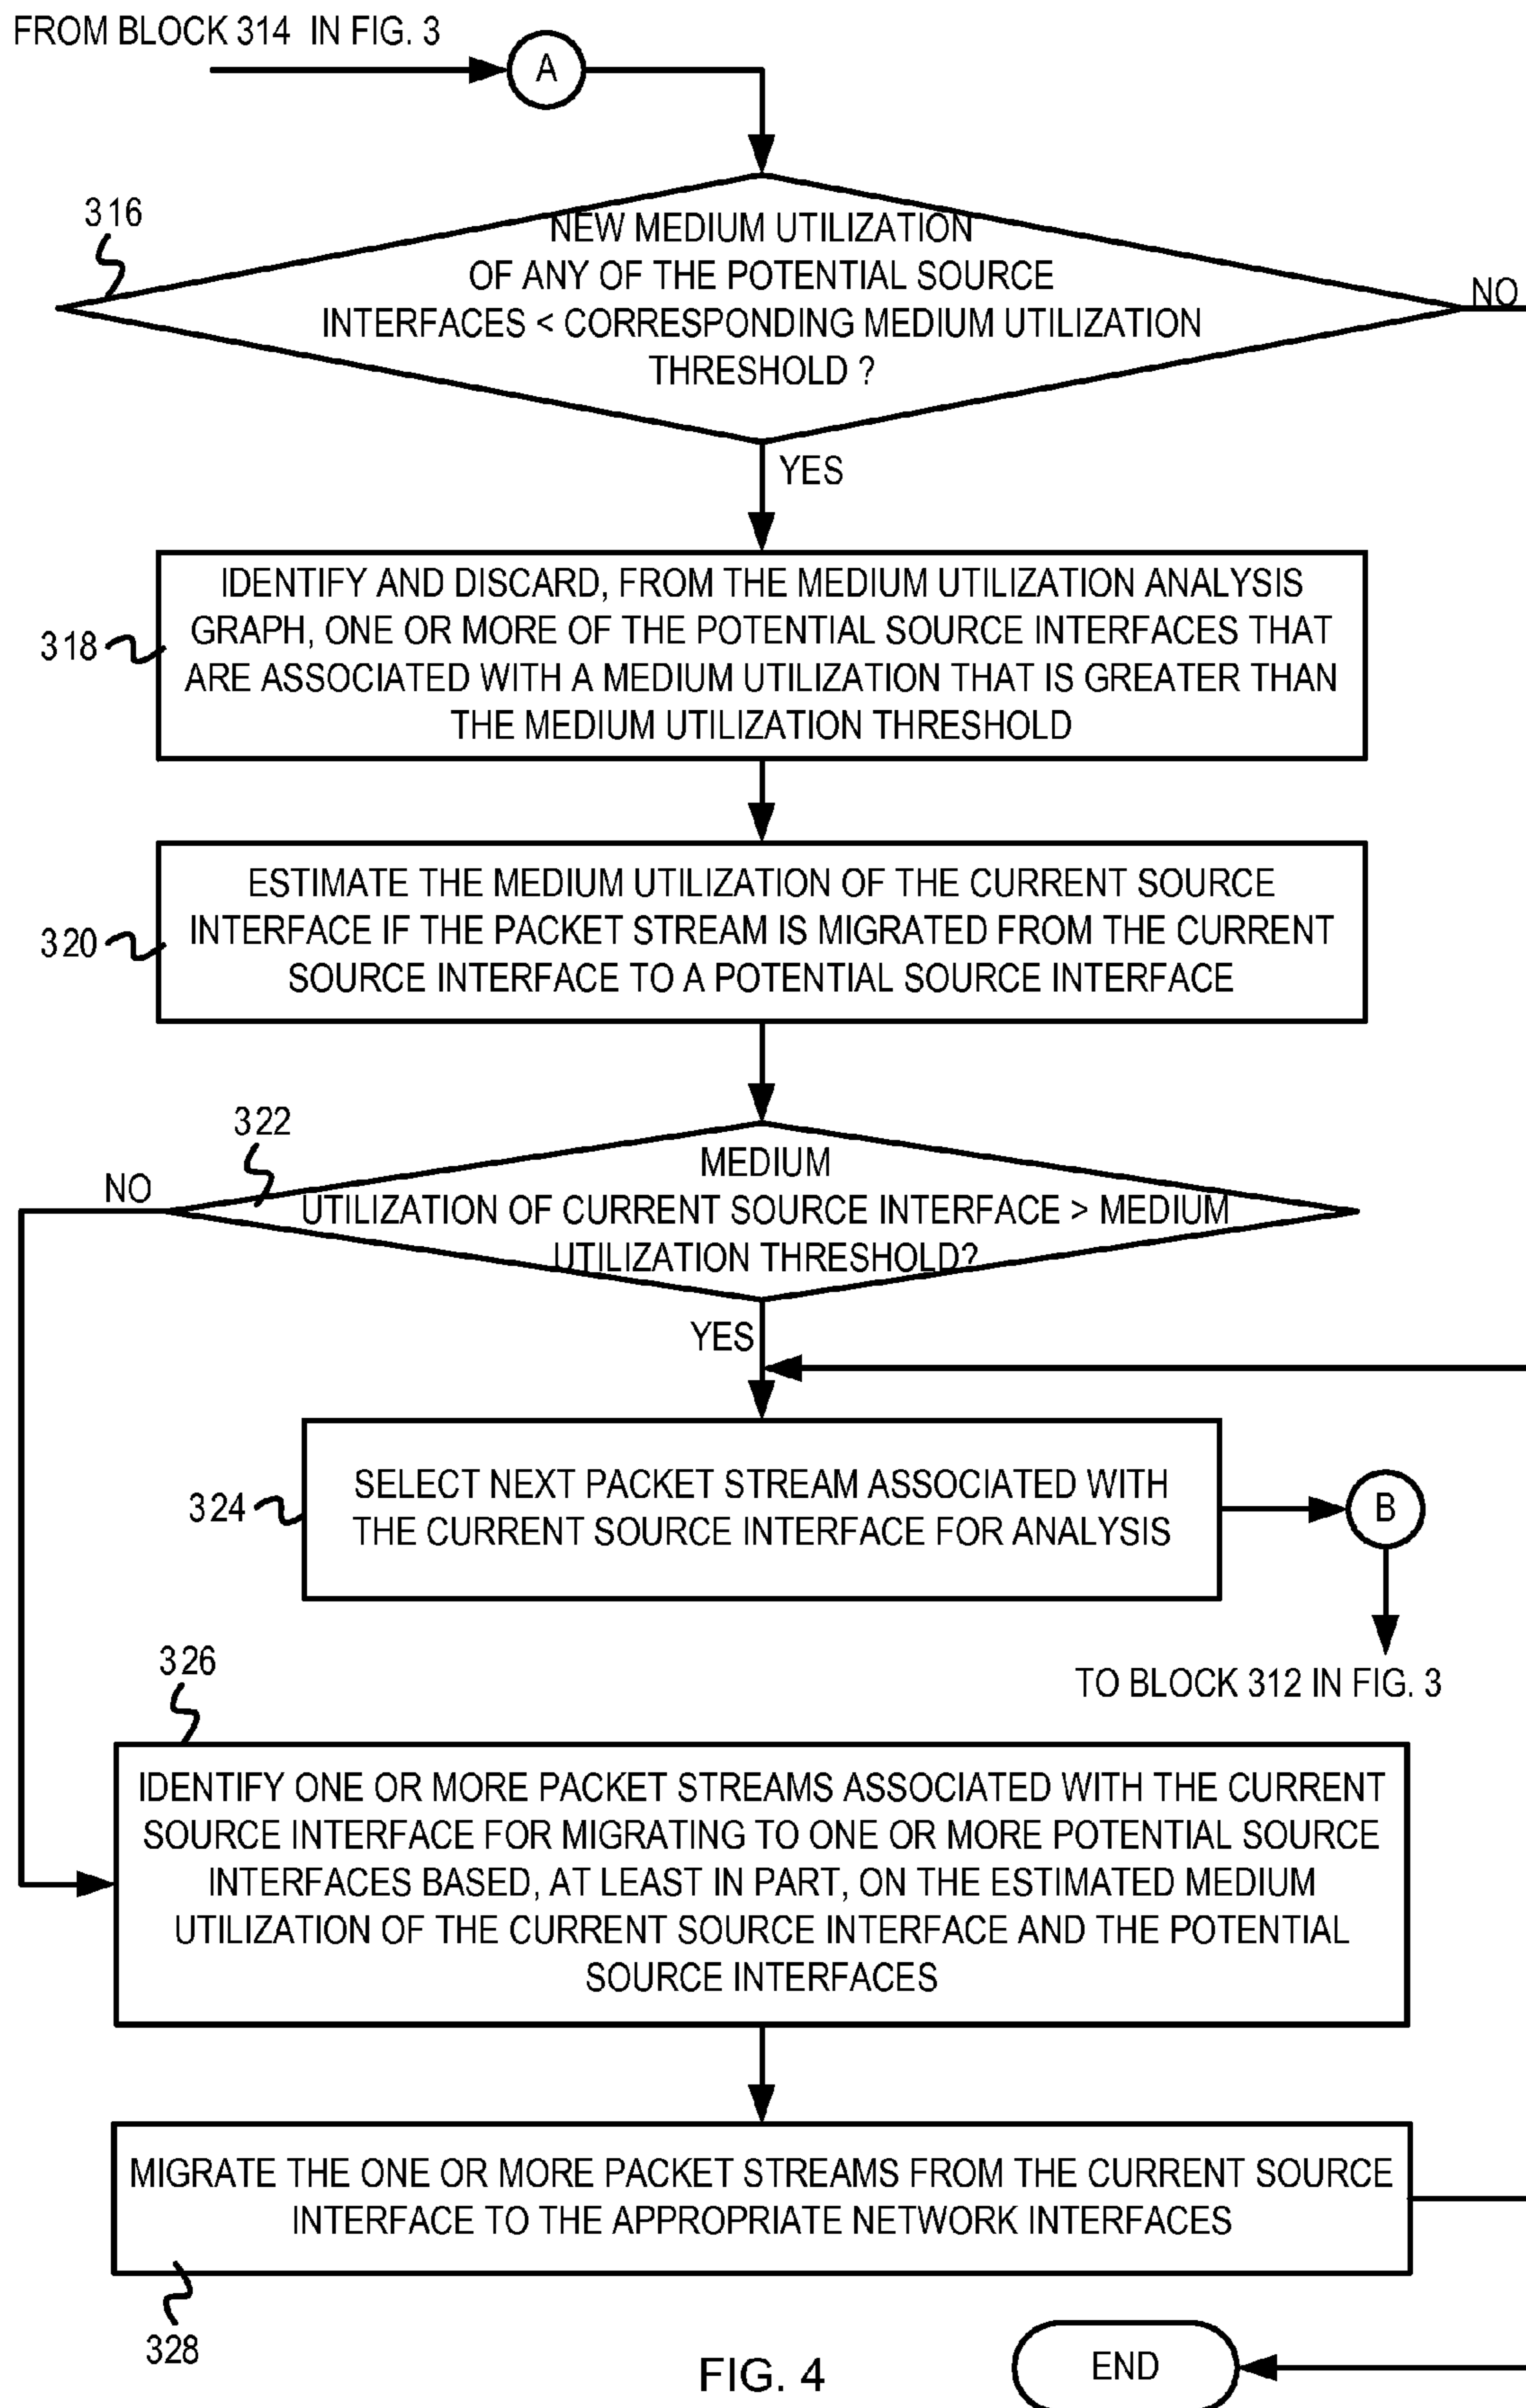 FROM BLOCK 314 IN FIG. 3
A
316
NEW MEDIUM UTILIZATION
OF ANY OF THE POTENTIAL SOURCE
INTERFACES < CORRESPONDING MEDIUM UTILIZATION
THRESHOLD ?
NO
YES
318
IDENTIFY AND DISCARD, FROM THE MEDIUM UTILIZATION ANALYSIS
GRAPH, ONE OR MORE OF THE POTENTIAL SOURCE INTERFACES THAT
ARE ASSOCIATED WITH A MEDIUM UTILIZATION THAT IS GREATER THAN
THE MEDIUM UTILIZATION THRESHOLD
320
ESTIMATE THE MEDIUM UTILIZATION OF THE CURRENT SOURCE
INTERFACE IF THE PACKET STREAM IS MIGRATED FROM THE CURRENT
SOURCE INTERFACE TO A POTENTIAL SOURCE INTERFACE
322
NO
MEDIUM
UTILIZATION OF CURRENT SOURCE INTERFACE > MEDIUM
UTILIZATION THRESHOLD?
YES
324
SELECT NEXT PACKET STREAM ASSOCIATED WITH
THE CURRENT SOURCE INTERFACE FOR ANALYSIS
B
TO BLOCK 312 IN FIG. 3
326
IDENTIFY ONE OR MORE PACKET STREAMS ASSOCIATED WITH THE CURRENT
SOURCE INTERFACE FOR MIGRATING TO ONE OR MORE POTENTIAL SOURCE
INTERFACES BASED, AT LEAST IN PART, ON THE ESTIMATED MEDIUM
UTILIZATION OF THE CURRENT SOURCE INTERFACE AND THE POTENTIAL
SOURCE INTERFACES
MIGRATE THE ONE OR MORE PACKET STREAMS FROM THE CURRENT SOURCE
INTERFACE TO THE APPROPRIATE NETWORK INTERFACES
328
FIG. 4
END